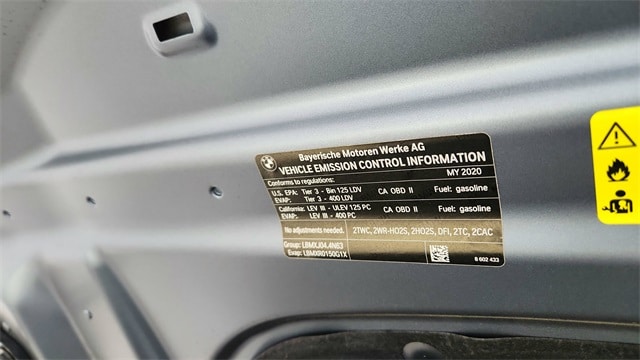 Bayerische Motoren Werke AG
VEHICLE EMISSION CONTROL INFORMATION
Conforms to regulations: MY 2020
U.S. EPA: Tier 3 - Bin 125 LDV CA OBD II Fuel: gasoline
EVAP: Tier 3 - 400 LDV
California: LEV III - ULEV 125 PC CA OBD II Fuel: gasoline
Evap: LEV III - 400 PC
No adjustments needed. 2TWC, 2WR-HO2S, 2HO2S, DFI, 2TC, 2CAC
Group: LBMXJ04.4N63
Evap: LBMXR0150G1X
8 602 433